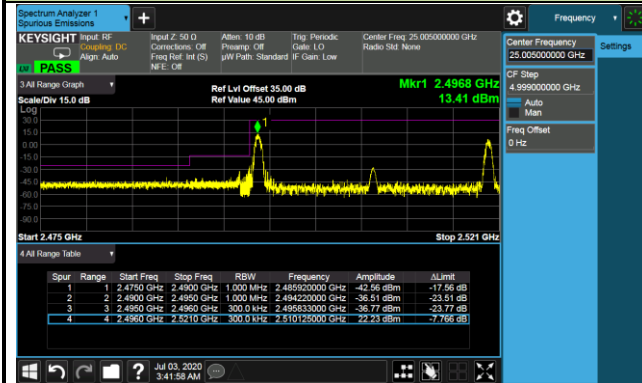 Spectrum Analyzer 1
Spurious Emissions
Frequency
KEYSIGHT
Input: RF
Coupling: DC
Align: Auto
Input Z: 50 Ω
Corrections: Off
Freq Ref: Int (S)
NFE: Off
Atten: 10 dB
Preamp: Off
µW Path: Standard
Trig: Periodic
Gate: LO
IF Gain: Low
Center Freq: 25.005000000 GHz
Radio Std: None
PASS
Center Frequency
25.005000000 GHz
Settings
CF Step
4.999000000 GHz
Auto
Man
Freq Offset
0 Hz
3 All Range Graph
Scale/Div 15.0 dB
Ref Lvl Offset 35.00 dB
Ref Value 45.00 dBm
Mkr1 2.4968 GHz
13.41 dBm
Log
30.0
15.0
0.00
-15.0
-30.0
-45.0
-60.0
-75.0
-90.0
1
Start 2.475 GHz
Stop 2.521 GHz
4 All Range Table
Spur Range Start Freq Stop Freq RBW Frequency Amplitude ΔLimit
1 1 2.4750 GHz 2.4900 GHz 1.000 MHz 2.485920000 GHz -42.56 dBm -17.56 dB
2 2 2.4900 GHz 2.4950 GHz 1.000 MHz 2.494220000 GHz -36.51 dBm -23.51 dB
3 3 2.4950 GHz 2.4960 GHz 300.0 kHz 2.495833000 GHz -36.77 dBm -23.77 dB
4 4 2.4960 GHz 2.5210 GHz 300.0 kHz 2.510125000 GHz 22.23 dBm -7.766 dB
?
Jul 03, 2020
3:41:58 AM